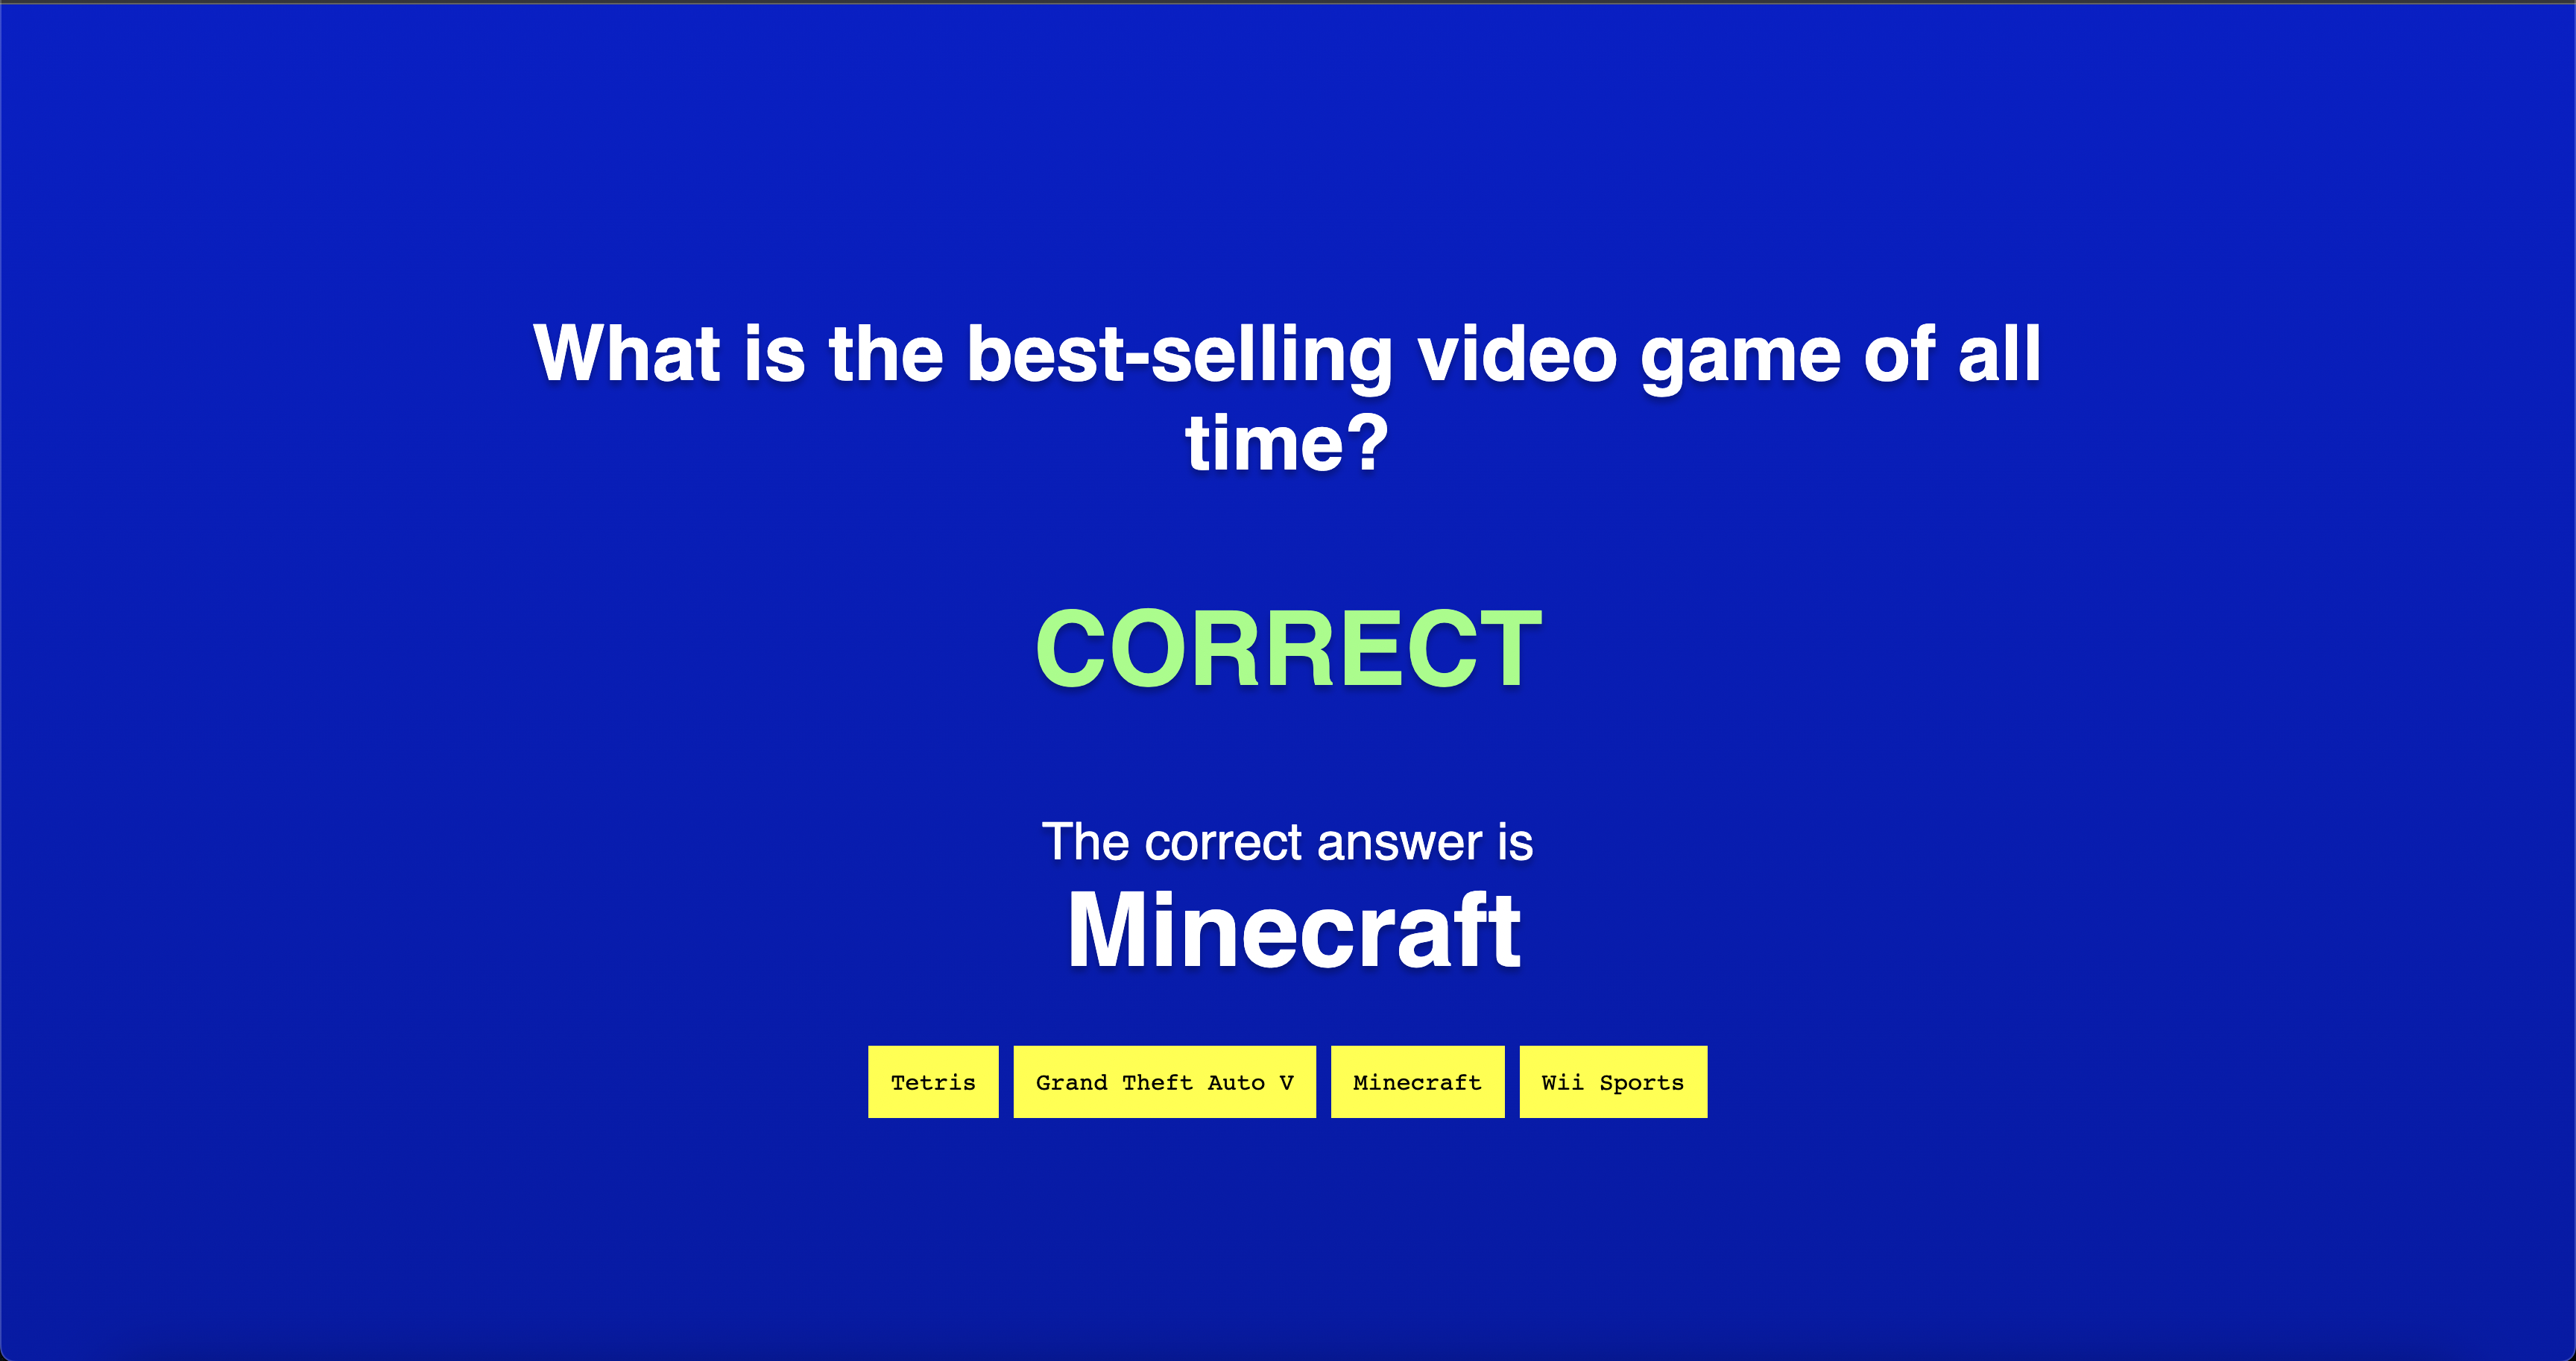 What is the best-selling video game of all
time?
CORRECT
The correct answer is
Minecraft
Tetris
Grand Theft Auto V
Minecraft
Wii Sports